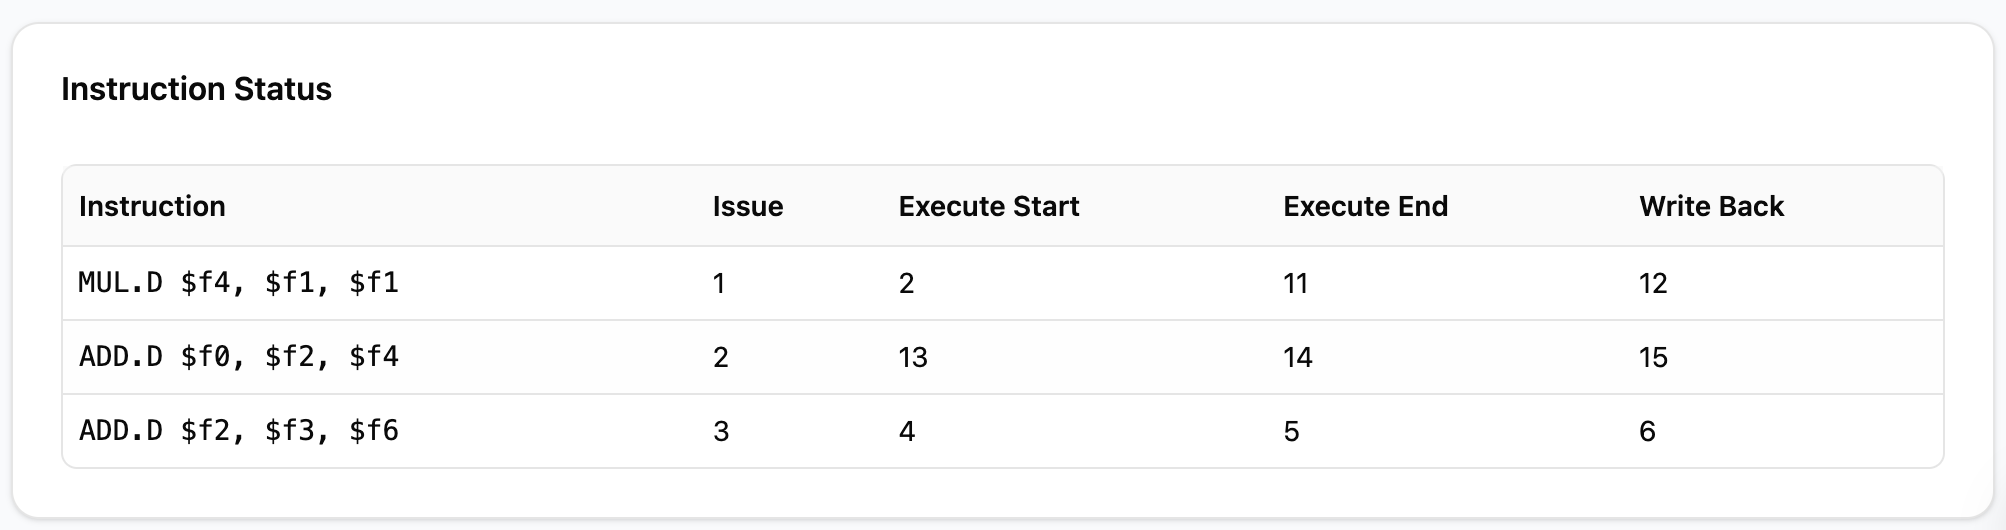 Instruction Status
Instruction Issue Execute Start Execute End Write Back
MUL.D $f4, $f1, $f1 1 2 11 12
ADD.D $f0, $f2, $f4 2 13 14 15
ADD.D $f2, $f3, $f6 3 4 5 6